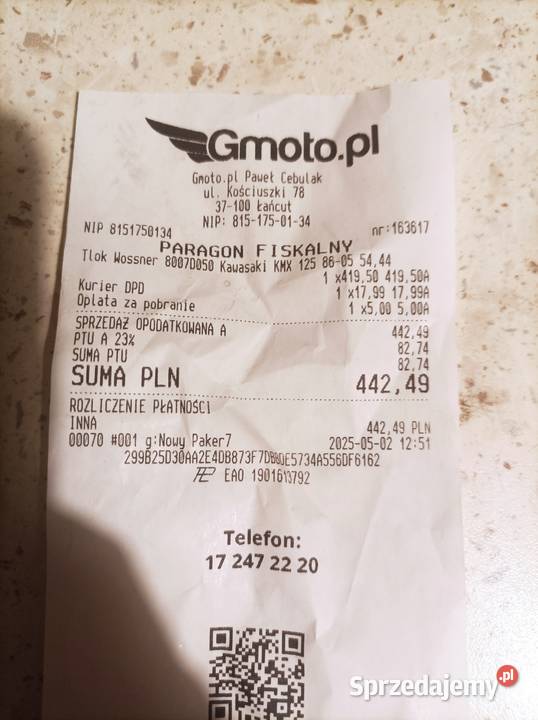 Gmoto.pl
Gmoto.pl Paweł Cebulak
ul. Kościuszki 78
37-100 Łańcut
NIP: 815-175-01-34
NIP 8151750134 nr:163617
PARAGON FISKALNY
Tlok Wossner 8007D050 Kawasaki KMX 125 86-05 54,44
1 x419,50 419,50A
Kurier DPD 1 x17,99 17,99A
Oplata za pobranie 1 x5,00 5,00A
SPRZEDAŻ OPODATKOWANA A 442,49
PTU A 23% 82,74
SUMA PTU 82,74
SUMA PLN 442,49
ROZLICZENIE PŁATNOŚCI
INNA 442,49 PLN
00070 #001 g:Nowy Paker7 2025-05-02 12:51
EAO 1901613792
Telefon:
17 247 22 20
Sprzedajemy.pl